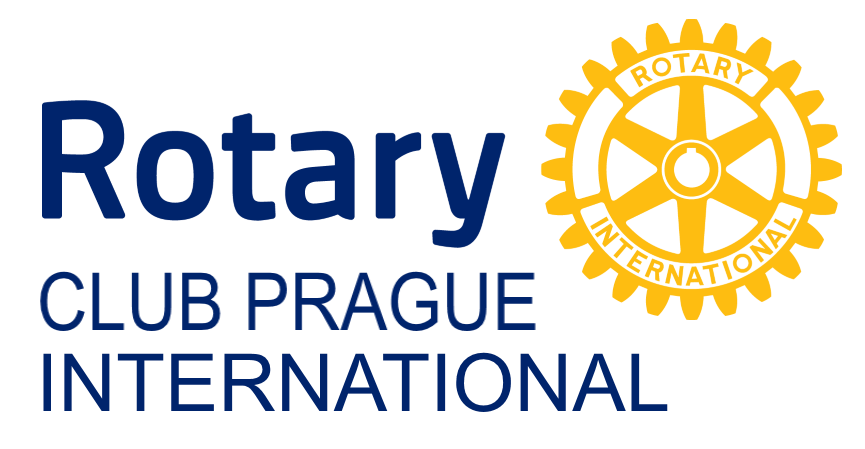 Rotary
CLUB PRAGUE
INTERNATIONAL
ROTARY
INTERNATIONAL